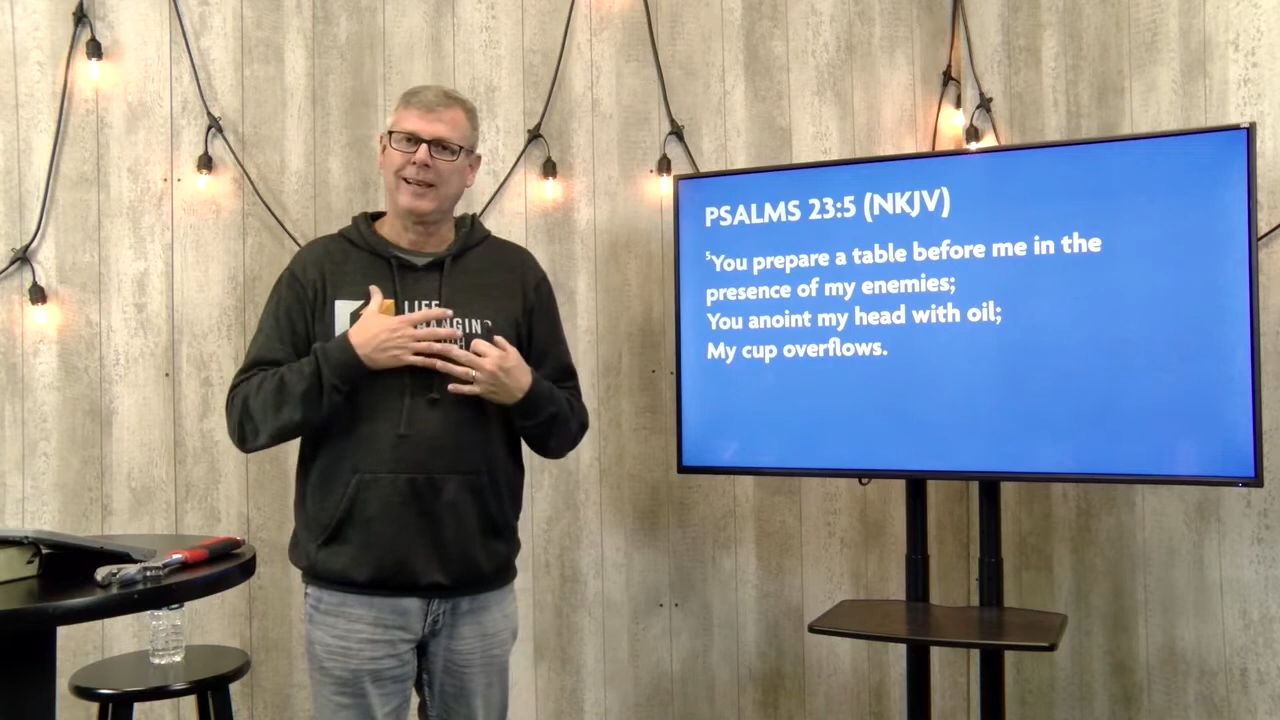 LIFE
PSALMS 23:5 (NKJV)
⁵You prepare a table before me in the
presence of my enemies;
You anoint my head with oil;
My cup overflows.